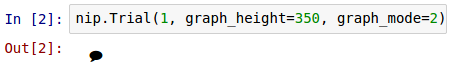 In [2]: nip.Trial(1, graph_height=350, graph_mode=2)
Out[2]: